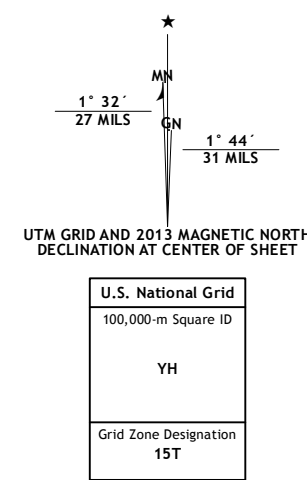 ★
MN
1° 32´
27 MILS
GN
1° 44´
31 MILS
UTM GRID AND 2013 MAGNETIC NORTH
DECLINATION AT CENTER OF SHEET
U.S. National Grid
100,000-m Square ID
YH
Grid Zone Designation
15T